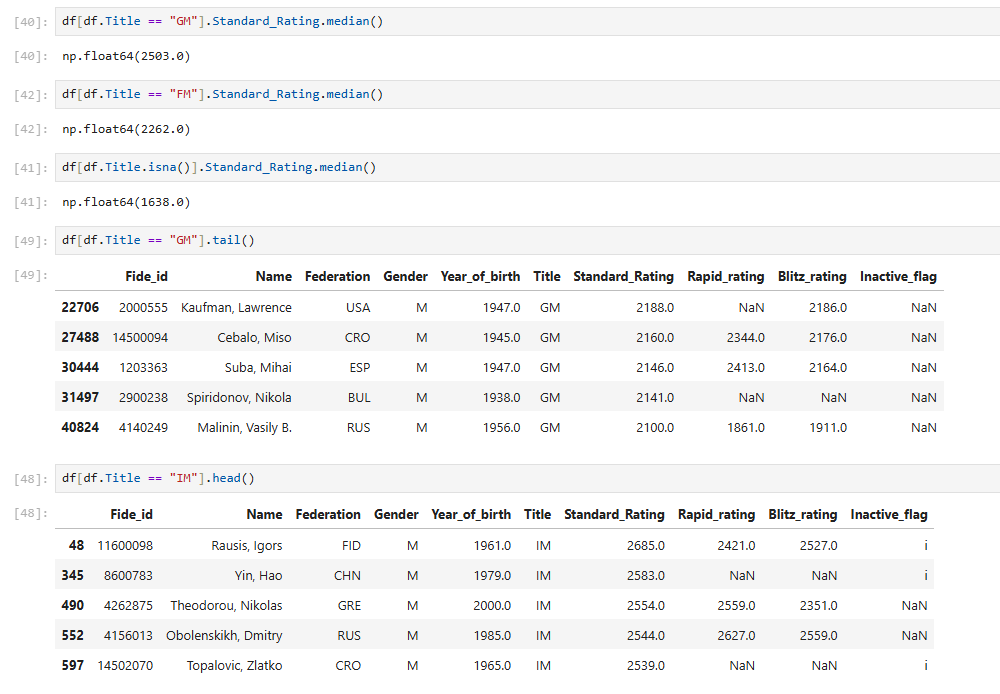 [40]: df[df.Title == "GM"].Standard_Rating.median()
[40]: np.float64(2503.0)
[42]: df[df.Title == "FM"].Standard_Rating.median()
[42]: np.float64(2262.0)
[41]: df[df.Title.isna()].Standard_Rating.median()
[41]: np.float64(1638.0)
[49]: df[df.Title == "GM"].tail()
[49]: Fide_id Name Federation Gender Year_of_birth Title Standard_Rating Rapid_rating Blitz_rating Inactive_flag
22706 2000555 Kaufman, Lawrence USA M 1947.0 GM 2188.0 NaN 2186.0 NaN
27488 14500094 Cebalo, Miso CRO M 1945.0 GM 2160.0 2344.0 2176.0 NaN
30444 1203363 Suba, Mihai ESP M 1947.0 GM 2146.0 2413.0 2164.0 NaN
31497 2900238 Spiridonov, Nikola BUL M 1938.0 GM 2141.0 NaN NaN NaN
40824 4140249 Malinin, Vasily B. RUS M 1956.0 GM 2100.0 1861.0 1911.0 NaN
[48]: df[df.Title == "IM"].head()
[48]: Fide_id Name Federation Gender Year_of_birth Title Standard_Rating Rapid_rating Blitz_rating Inactive_flag
48 11600098 Rausis, Igors FID M 1961.0 IM 2685.0 2421.0 2527.0 i
345 8600783 Yin, Hao CHN M 1979.0 IM 2583.0 NaN NaN i
490 4262875 Theodorou, Nikolas GRE M 2000.0 IM 2554.0 2559.0 2351.0 NaN
552 4156013 Obolenskikh, Dmitry RUS M 1985.0 IM 2544.0 2627.0 2559.0 NaN
597 14502070 Topalovic, Zlatko CRO M 1965.0 IM 2539.0 NaN NaN i